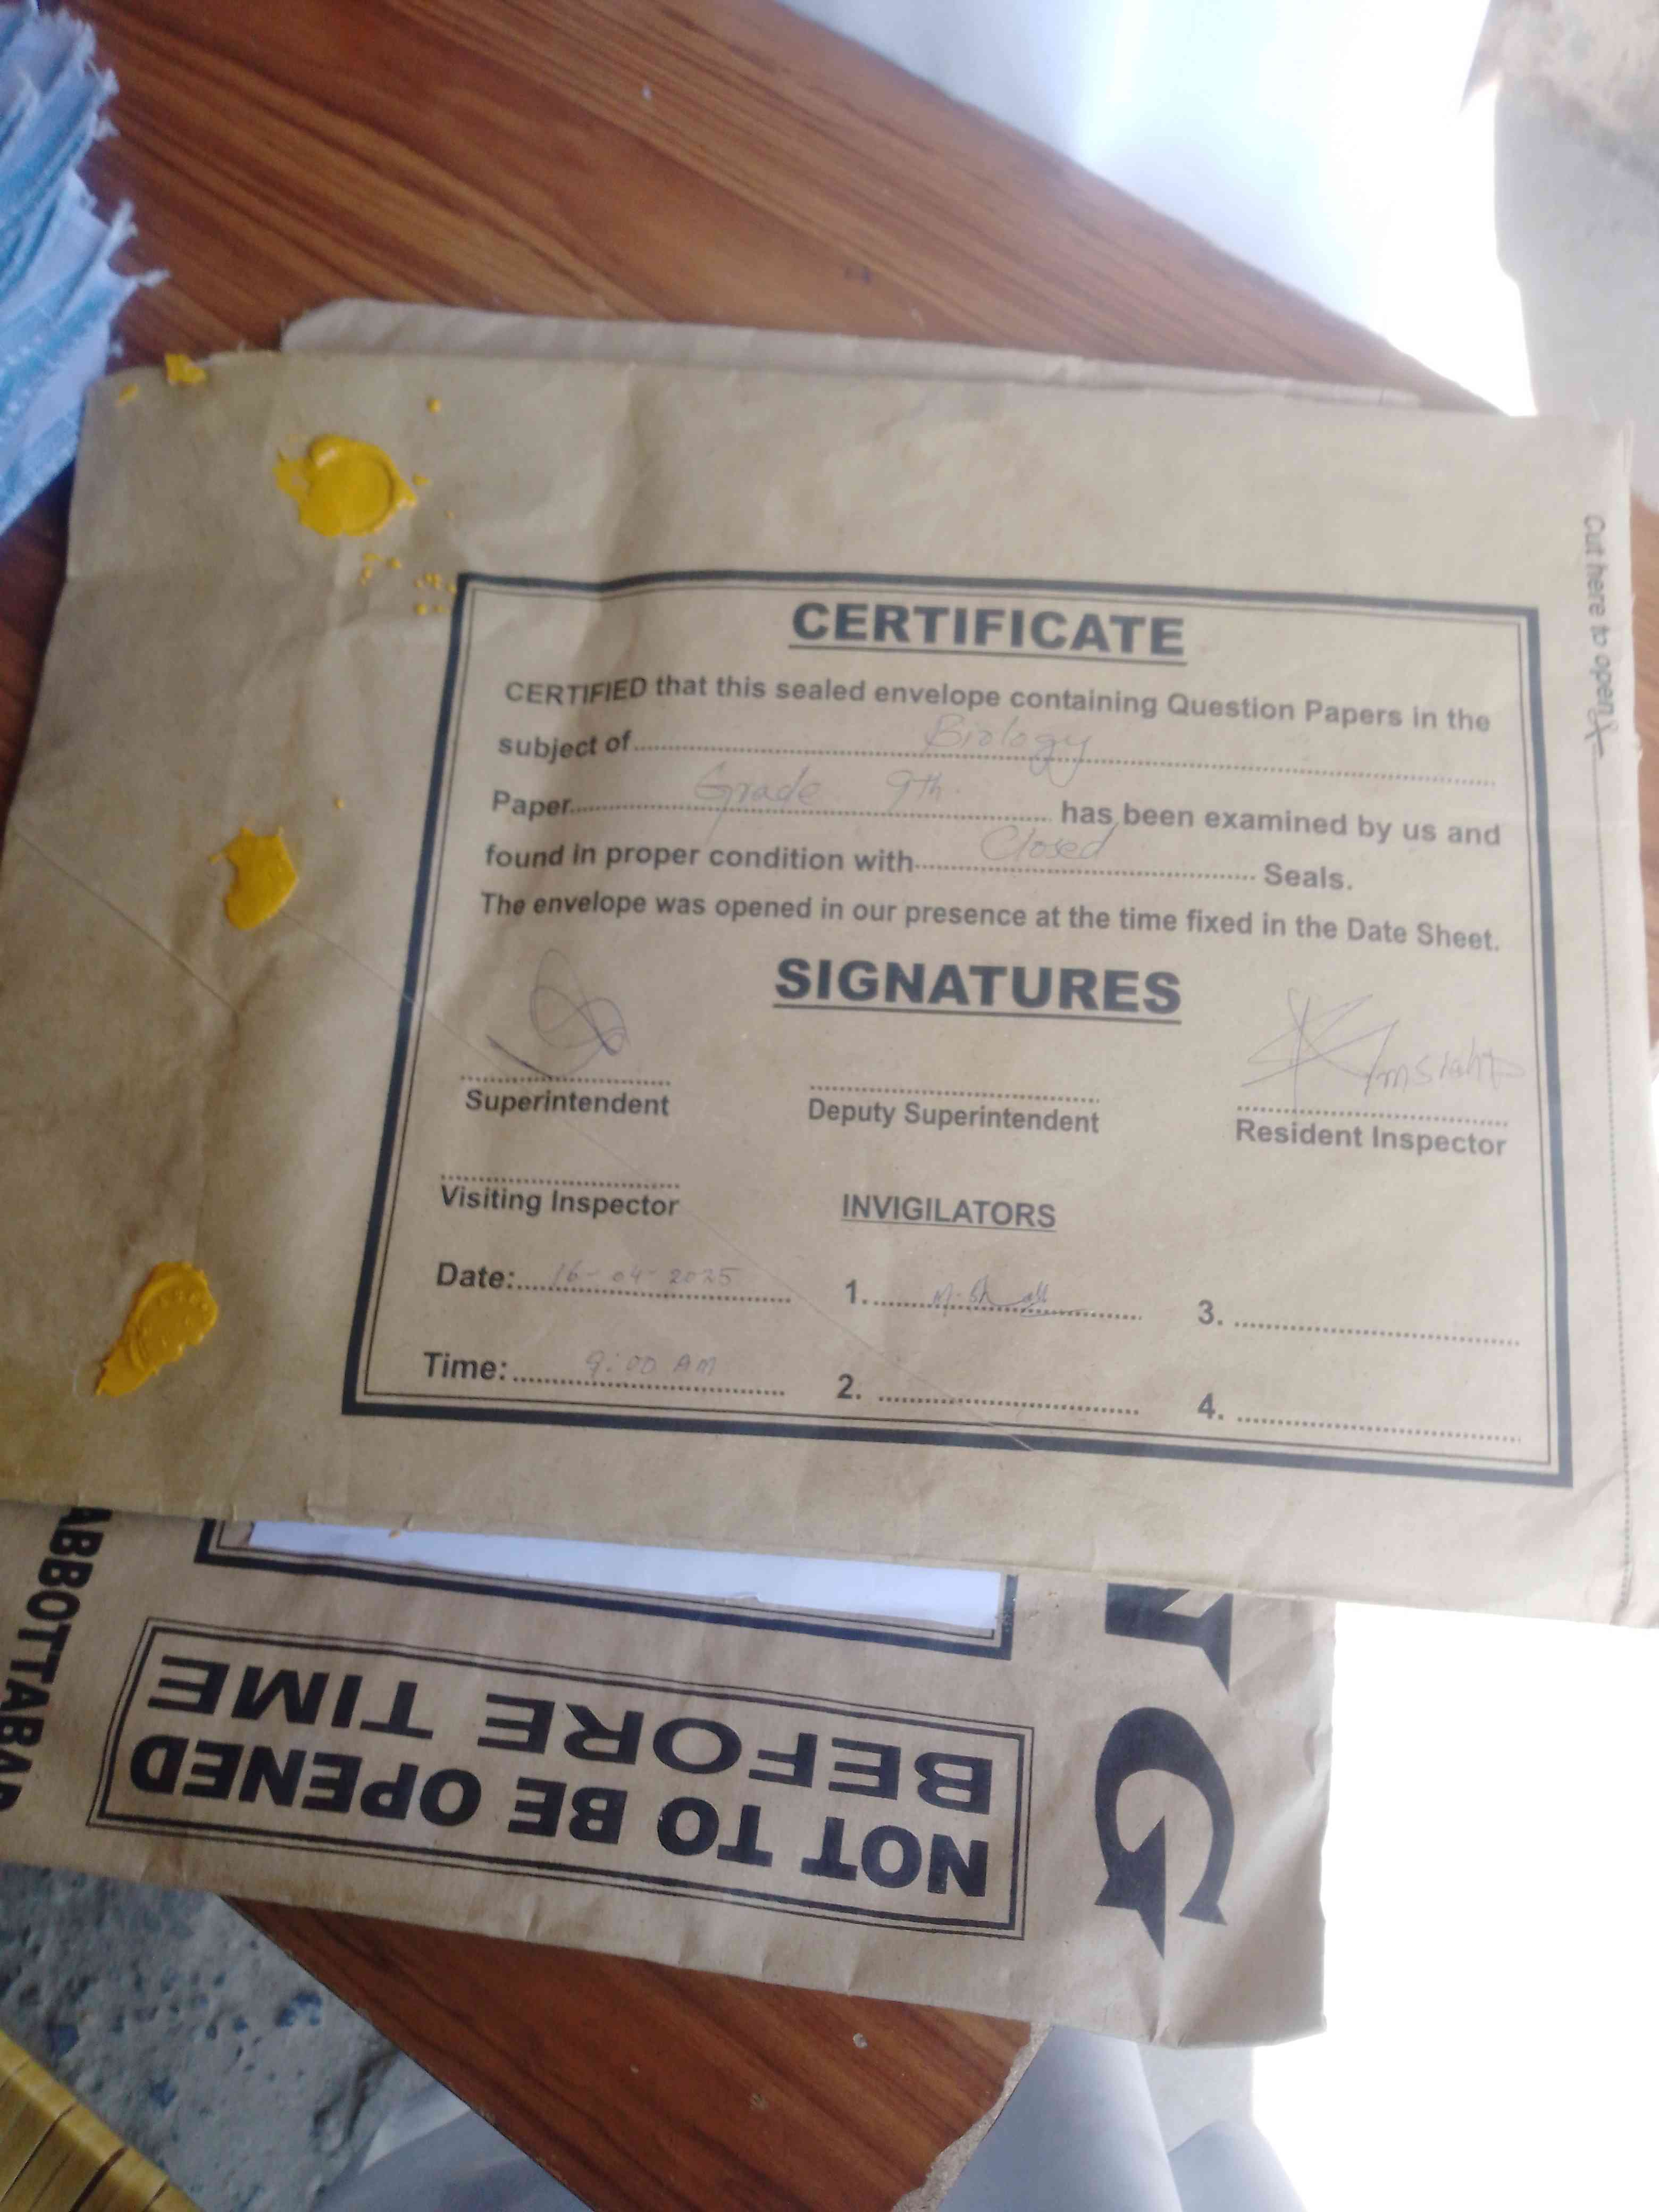 Cut here to open
CERTIFICATE
CERTIFIED that this sealed envelope containing Question Papers in the
subject of Biology
Paper Grade 9th. has been examined by us and
found in proper condition with Closed Seals.
The envelope was opened in our presence at the time fixed in the Date Sheet.
SIGNATURES
Superintendent
Deputy Superintendent
Resident Inspector
Visiting Inspector
INVIGILATORS
Date: 16-04-2025
1.
3.
Time: 9:00 AM
2.
4.
ABBOTTABAD
NOT TO BE OPENED
BEFORE TIME
NG